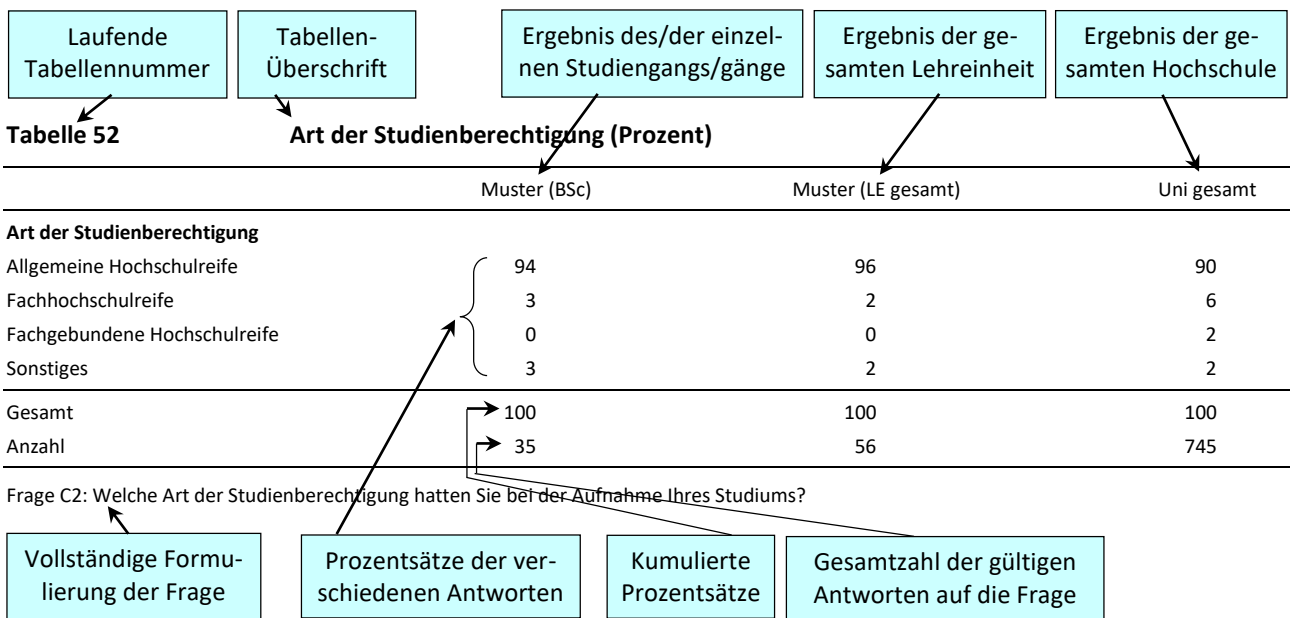 Laufende
Tabellennummer
Tabellen-
Überschrift
Ergebnis des/der einzel-
nen Studiengangs/gänge
Ergebnis der ge-
samten Lehreinheit
Ergebnis der ge-
samten Hochschule
Tabelle 52 Art der Studienberechtigung (Prozent)
Muster (BSc) Muster (LE gesamt) Uni gesamt
Art der Studienberechtigung
Allgemeine Hochschulreife 94 96 90
Fachhochschulreife 3 2 6
Fachgebundene Hochschulreife 0 0 2
Sonstiges 3 2 2
Gesamt 100 100 100
Anzahl 35 56 745
Frage C2: Welche Art der Studienberechtigung hatten Sie bei der Aufnahme Ihres Studiums?
Vollständige Formu-
lierung der Frage
Prozentsätze der ver-
schiedenen Antworten
Kumulierte
Prozentsätze
Gesamtzahl der gültigen
Antworten auf die Frage